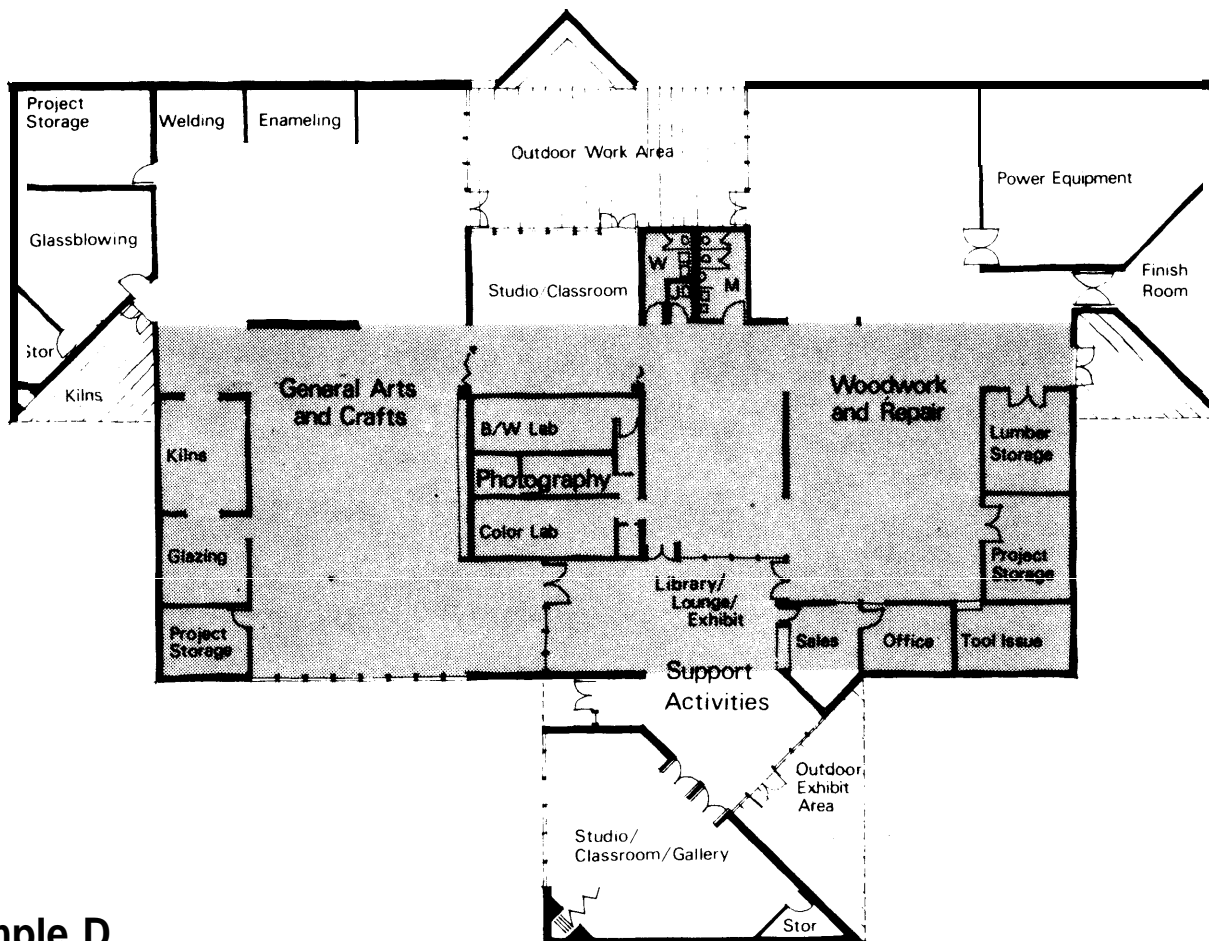 Project
Storage
Welding
Enameling
Outdoor Work Area
Power Equipment
Glassblowing
Finish
Room
W
M
Studio/Classroom
Stor
Kilns
General Arts
and Crafts
Woodwork
and Repair
B/W Lab
Lumber
Storage
Kilns
Photography
Color Lab
Glazing
Project
Storage
Library/
Lounge/
Exhibit
Project
Storage
Sales
Office
Tool Issue
Support
Activities
Outdoor
Exhibit
Area
Studio/
Classroom/Gallery
Stor
mple D